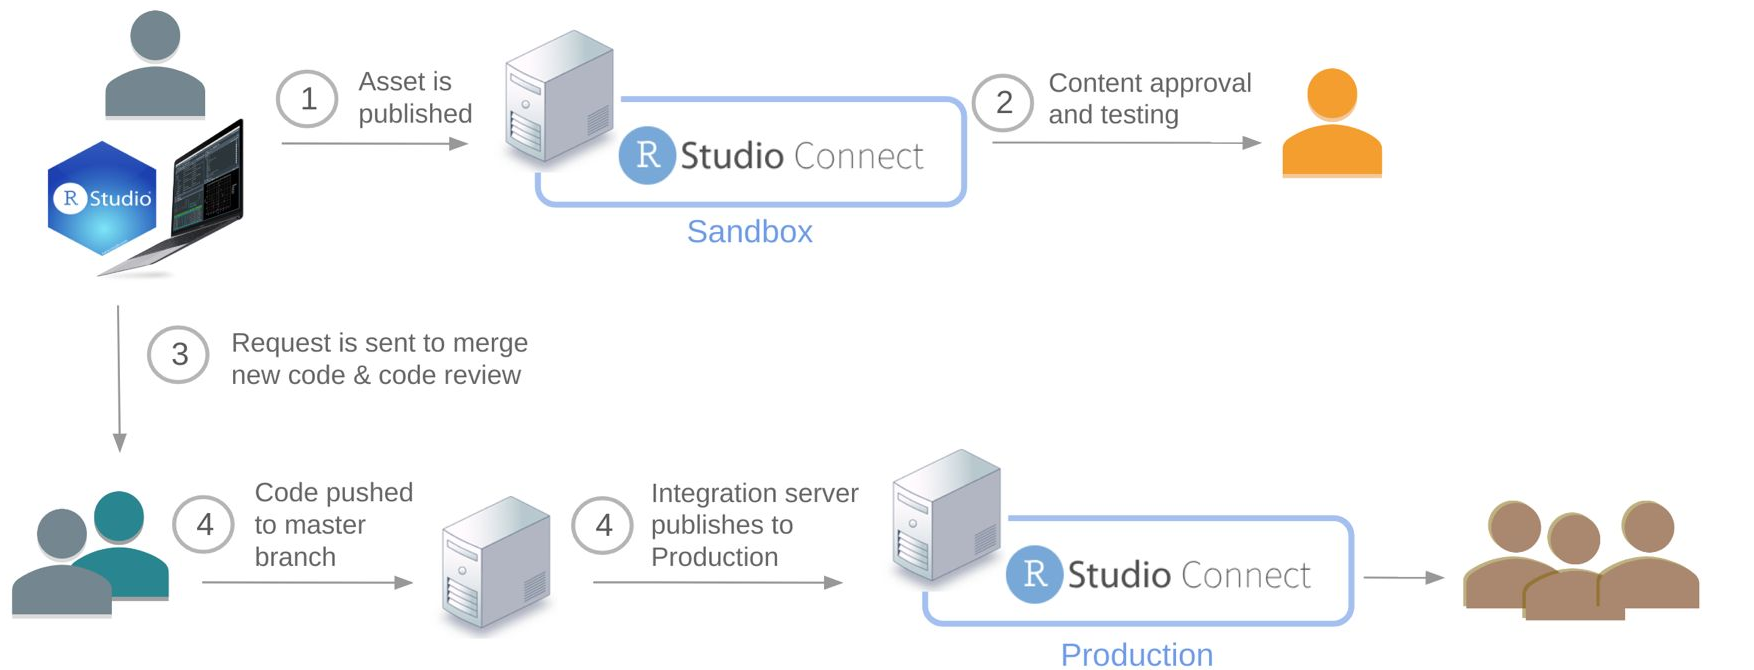 1
Asset is
published
R Studio Connect
Sandbox
2
Content approval
and testing
R Studio
3
Request is sent to merge
new code & code review
4
Code pushed
to master
branch
4
Integration server
publishes to
Production
R Studio Connect
Production